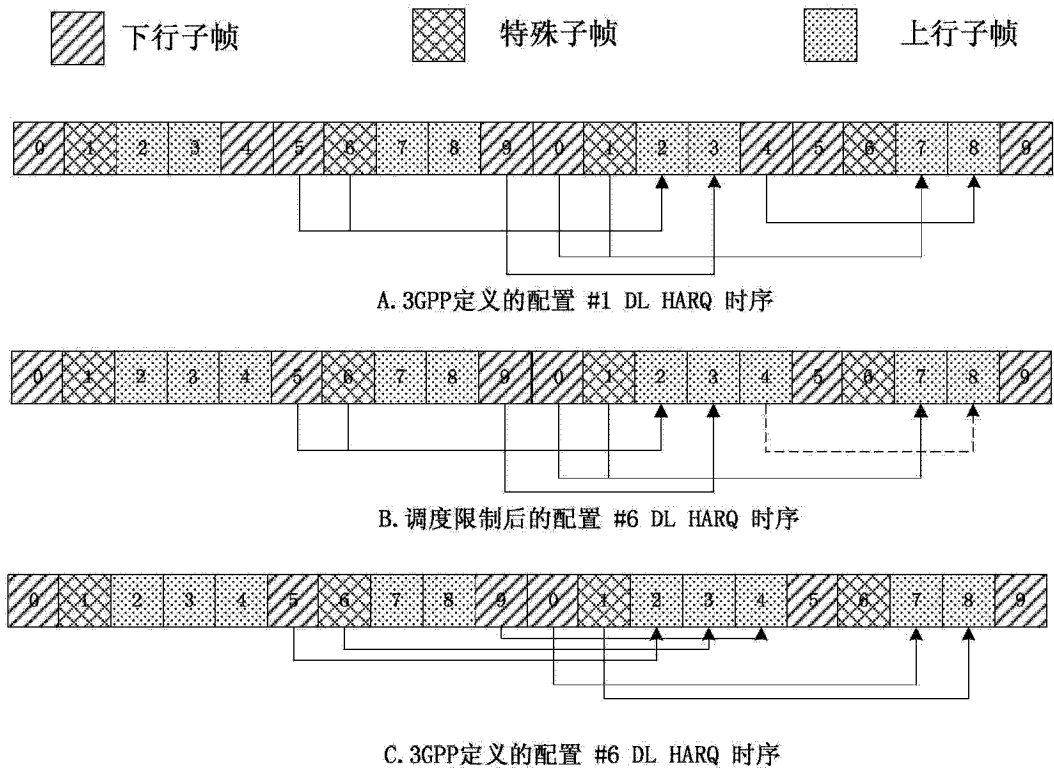 下行子帧 特殊子帧 上行子帧
0 1 2 3 4 5 6 7 8 9 0 1 2 3 4 5 6 7 8 9
A.3GPP定义的配置 #1 DL HARQ 时序
0 1 2 3 4 5 6 7 8 9 0 1 2 3 4 5 6 7 8 9
B.调度限制后的配置 #6 DL HARQ 时序
0 1 2 3 4 5 6 7 8 9 0 1 2 3 4 5 6 7 8 9
C.3GPP定义的配置 #6 DL HARQ 时序